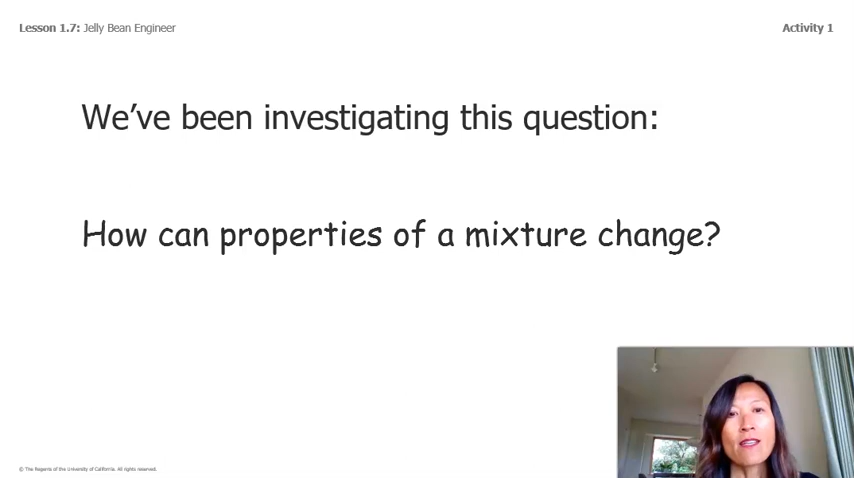 Lesson 1.7: Jelly Bean Engineer
Activity 1
We’ve been investigating this question:
How can properties of a mixture change?
© The Regents of the University of California. All rights reserved.